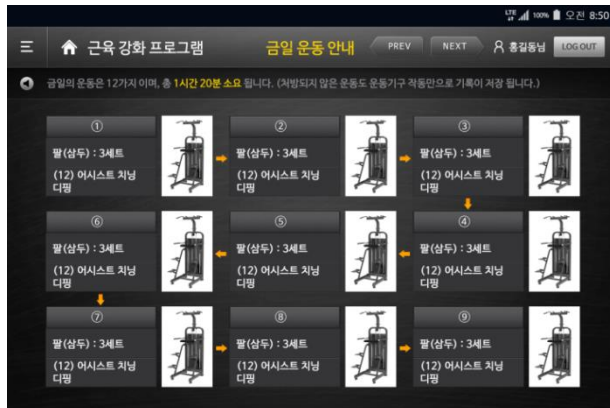 LTE 100% 오전 8:50
근육 강화 프로그램 금일 운동 안내 PREV NEXT 홍길동님 LOG OUT
금일의 운동은 12가지 이며, 총 1시간 20분 소요 됩니다. (처방되지 않은 운동도 운동기구 작동만으로 기록이 저장 됩니다.)
①
팔(삼두) : 3세트
(12) 어시스트 치닝
디핑
②
팔(삼두) : 3세트
(12) 어시스트 치닝
디핑
③
팔(삼두) : 3세트
(12) 어시스트 치닝
디핑
⑥
팔(삼두) : 3세트
(12) 어시스트 치닝
디핑
⑤
팔(삼두) : 3세트
(12) 어시스트 치닝
디핑
④
팔(삼두) : 3세트
(12) 어시스트 치닝
디핑
⑦
팔(삼두) : 3세트
(12) 어시스트 치닝
디핑
⑧
팔(삼두) : 3세트
(12) 어시스트 치닝
디핑
⑨
팔(삼두) : 3세트
(12) 어시스트 치닝
디핑